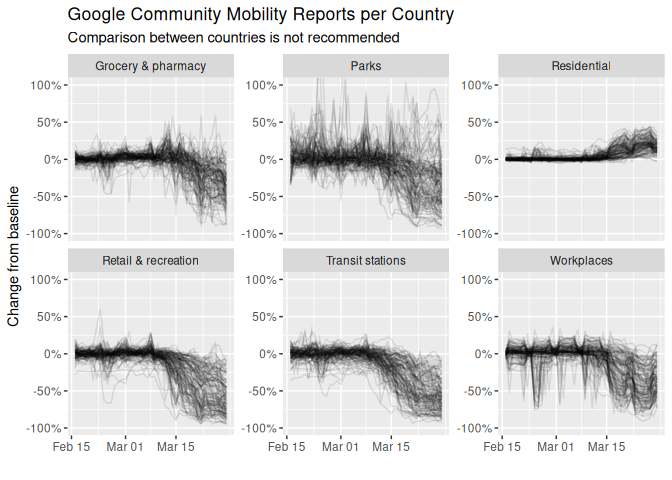 Google Community Mobility Reports per Country
Comparison between countries is not recommended
Grocery & pharmacy
Parks
Residential
100%
50%
0%
-50%
-100%
100%
50%
0%
-50%
-100%
100%
50%
0%
-50%
-100%
Change from baseline
Retail & recreation
Transit stations
Workplaces
100%
50%
0%
-50%
-100%
100%
50%
0%
-50%
-100%
100%
50%
0%
-50%
-100%
Feb 15 Mar 01 Mar 15
Feb 15 Mar 01 Mar 15
Feb 15 Mar 01 Mar 15